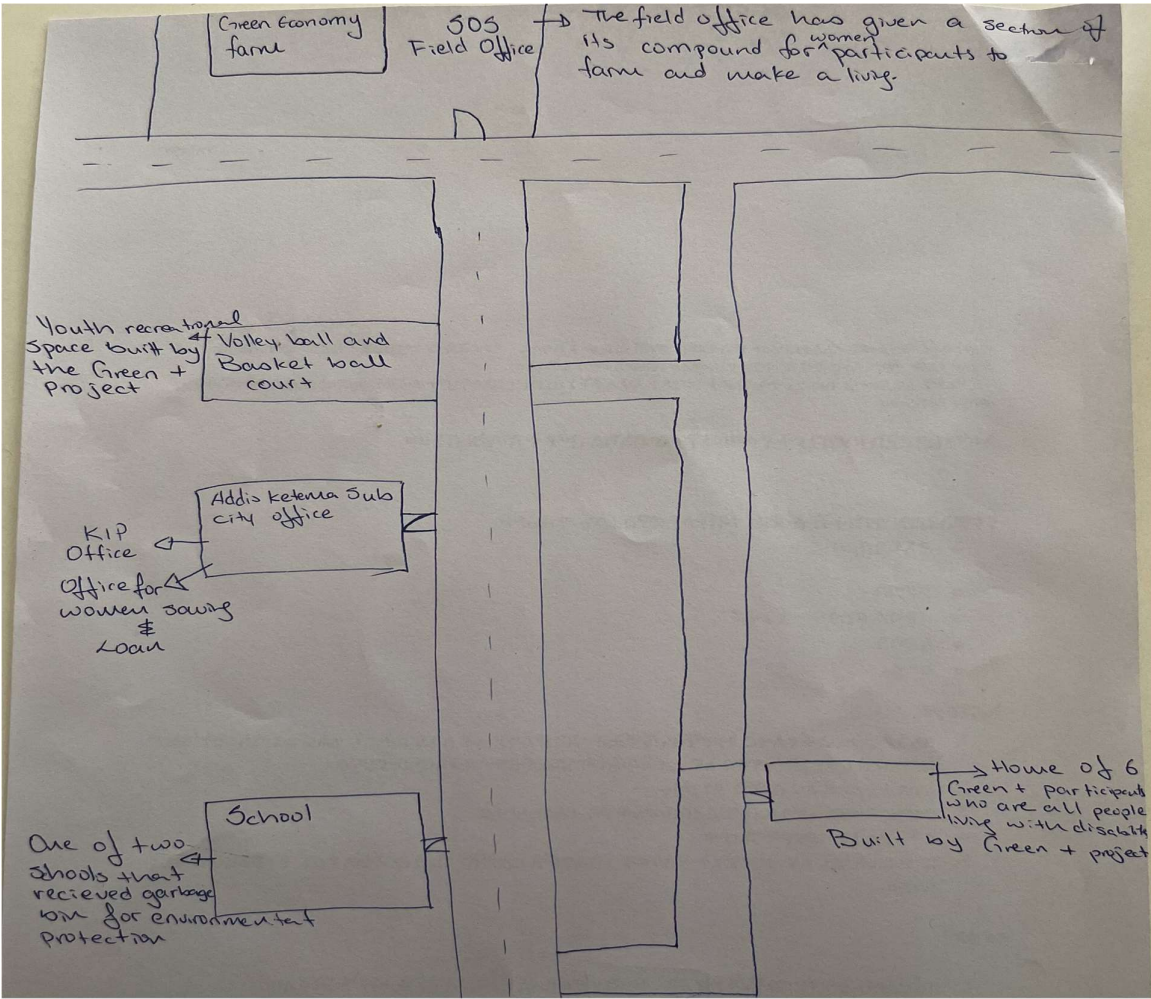 Green Economy
farm
SOS
Field Office
The field office has given a section of
its compound for women participants to
farm and make a living.
Youth recreational
space built by
the Green +
project
Volley ball and
Basket ball
court
Addis Ketema Sub
city office
KIP
Office
Office for
women saving
&
Loan
School
One of two
schools that
recieved garbage
bin for environmental
protection
Home of 6
Green + participants
who are all people
living with disability
Built by Green + project